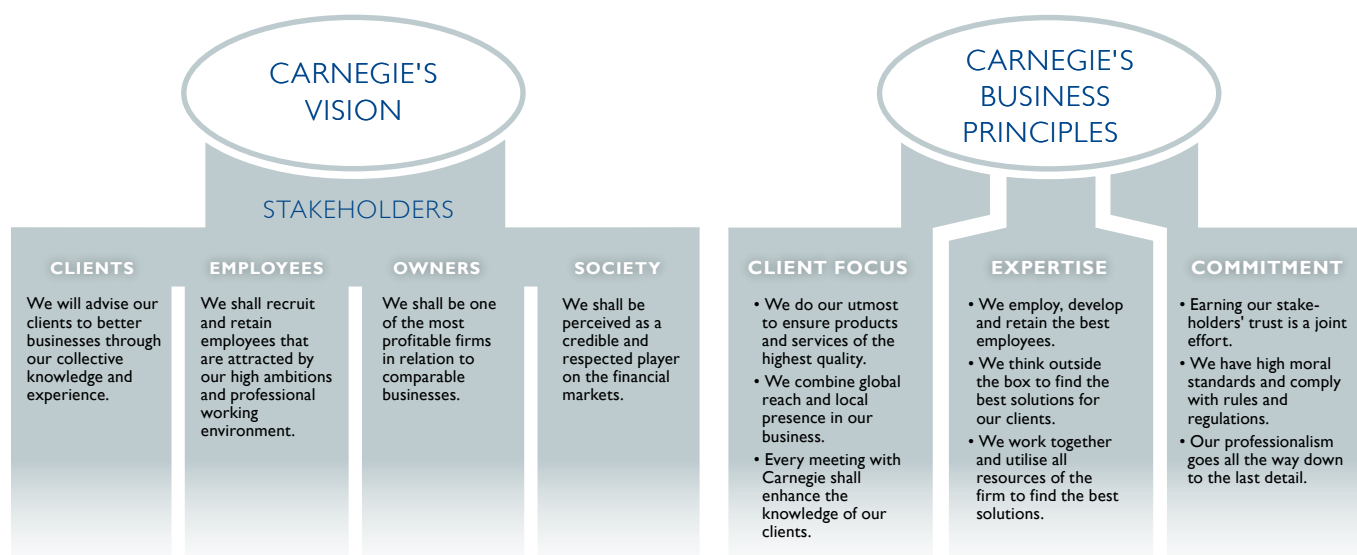 CARNEGIE'S
VISION
STAKEHOLDERS
CLIENTS
We will advise our
clients to better
businesses through
our collective
knowledge and
experience.
EMPLOYEES
We shall recruit
and retain
employees that
are attracted by
our high ambitions
and professional
working
environment.
OWNERS
We shall be one
of the most
profitable firms
in relation to
comparable
businesses.
SOCIETY
We shall be
perceived as a
credible and
respected player
on the financial
markets.
CARNEGIE'S
BUSINESS
PRINCIPLES
CLIENT FOCUS
• We do our utmost
to ensure products
and services of the
highest quality.
• We combine global
reach and local
presence in our
business.
• Every meeting with
Carnegie shall
enhance the
knowledge of our
clients.
EXPERTISE
• We employ, develop
and retain the best
employees.
• We think outside
the box to find the
best solutions for
our clients.
• We work together
and utilise all
resources of the
firm to find the best
solutions.
COMMITMENT
• Earning our stake-
holders' trust is a joint
effort.
• We have high moral
standards and comply
with rules and
regulations.
• Our professionalism
goes all the way down
to the last detail.